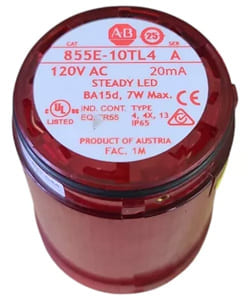 AB 25
CAT SER
855E-10TL4 A
120V AC 20mA
STEADY LED
BA15d, 7W Max.
IND. CONT. TYPE
EQ. 4, 4X, 13
LISTED IP65
PRODUCT OF AUSTRIA
FAC. 1M